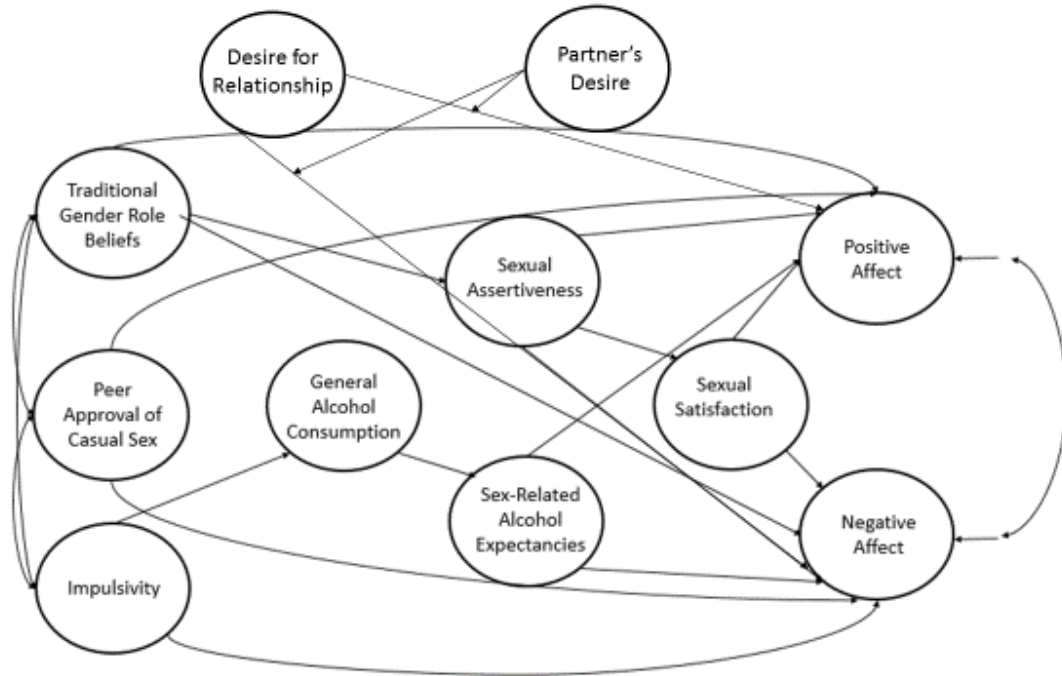 Desire for
Relationship
Partner's
Desire
Traditional
Gender Role
Beliefs
Sexual
Assertiveness
Positive
Affect
Peer
Approval of
Casual Sex
General
Alcohol
Consumption
Sexual
Satisfaction
Sex-Related
Alcohol
Expectancies
Negative
Affect
Impulsivity